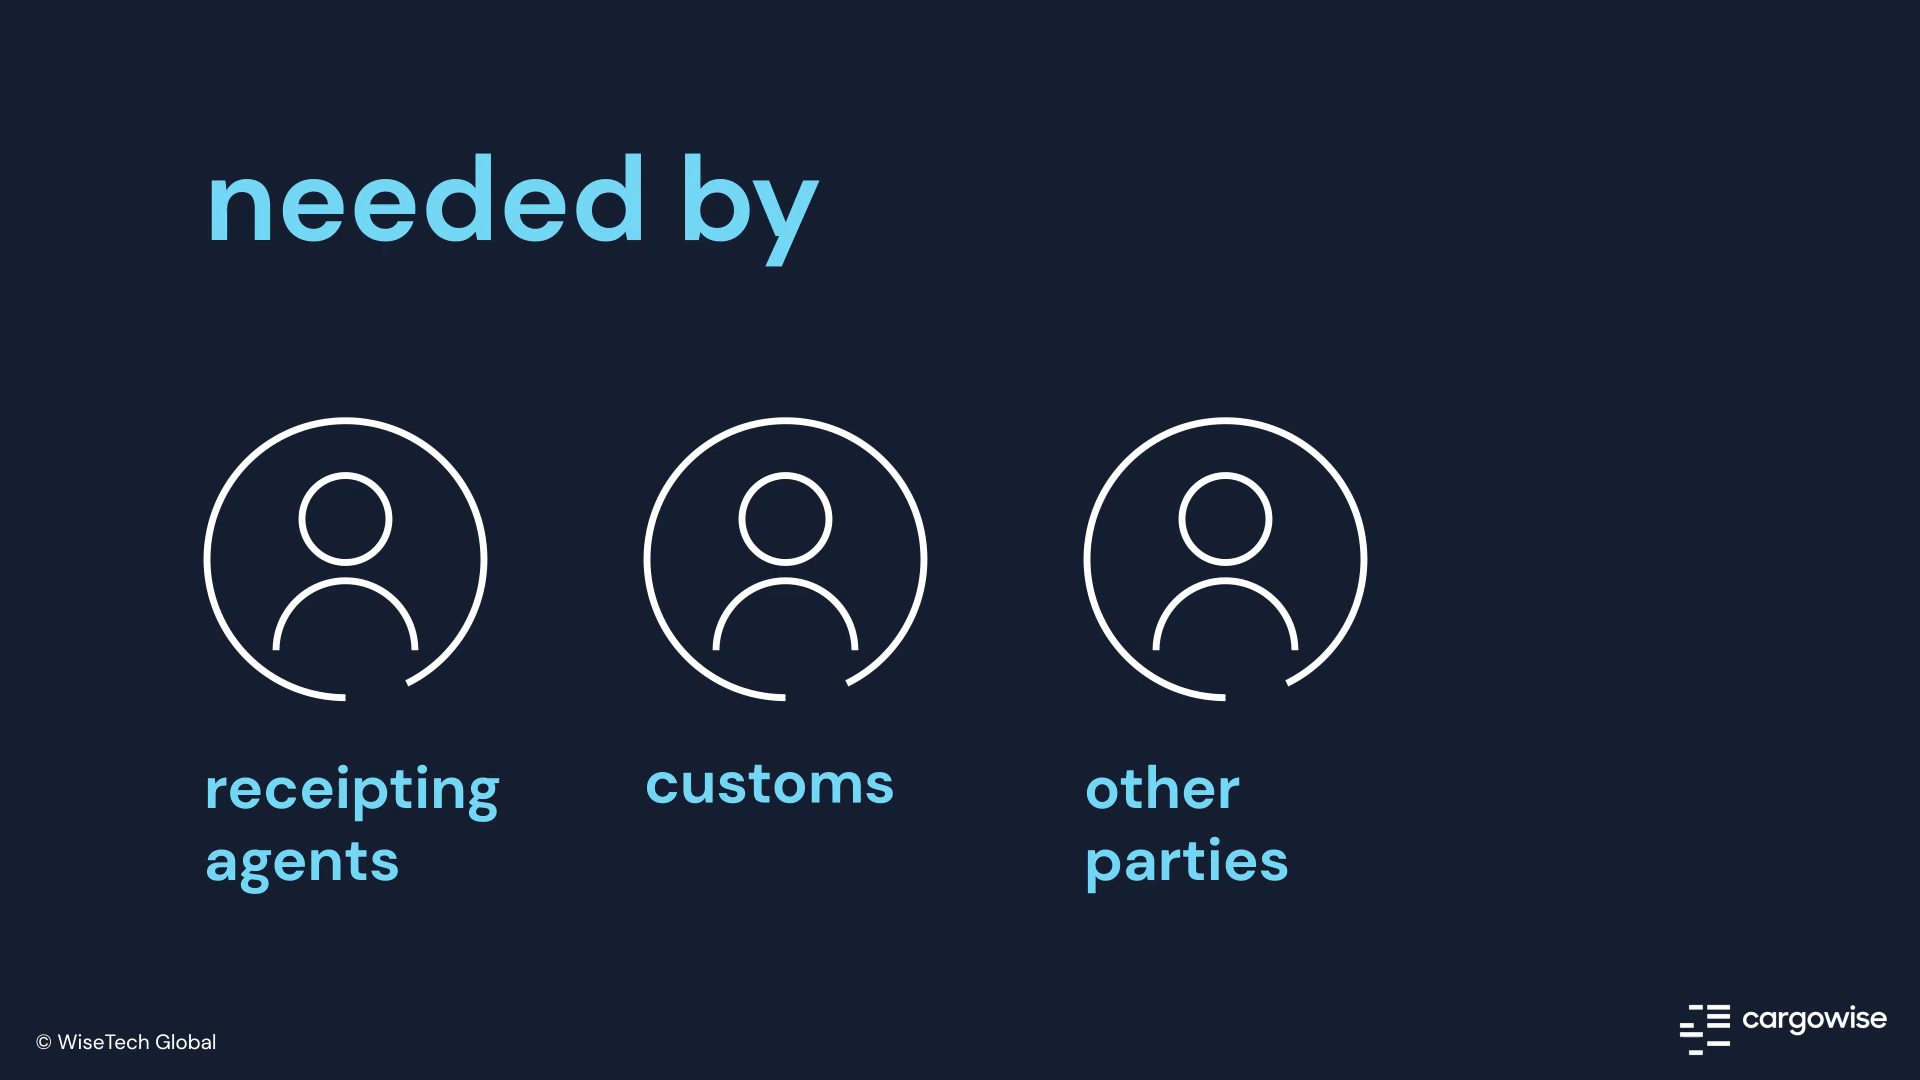 needed by
receipting
agents
customs
other
parties
© WiseTech Global
cargowise